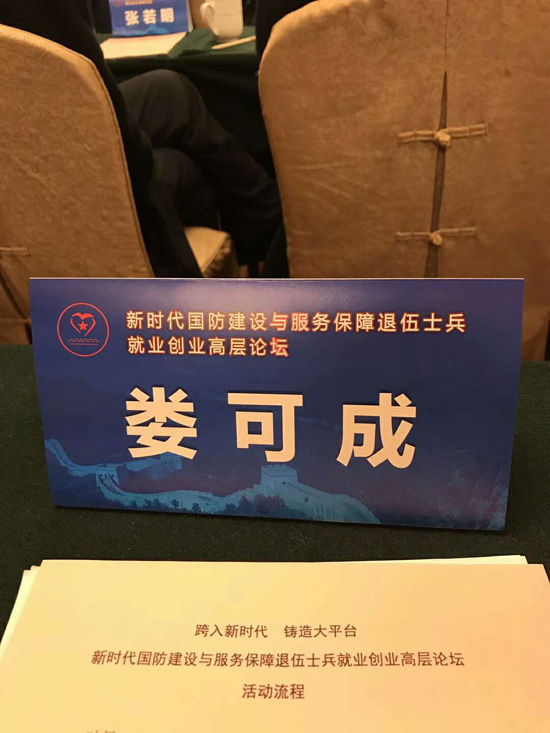 张若明
新时代国防建设与服务保障退伍士兵
就业创业高层论坛
娄可成
跨入新时代 铸造大平台
新时代国防建设与服务保障退伍士兵就业创业高层论坛
活动流程